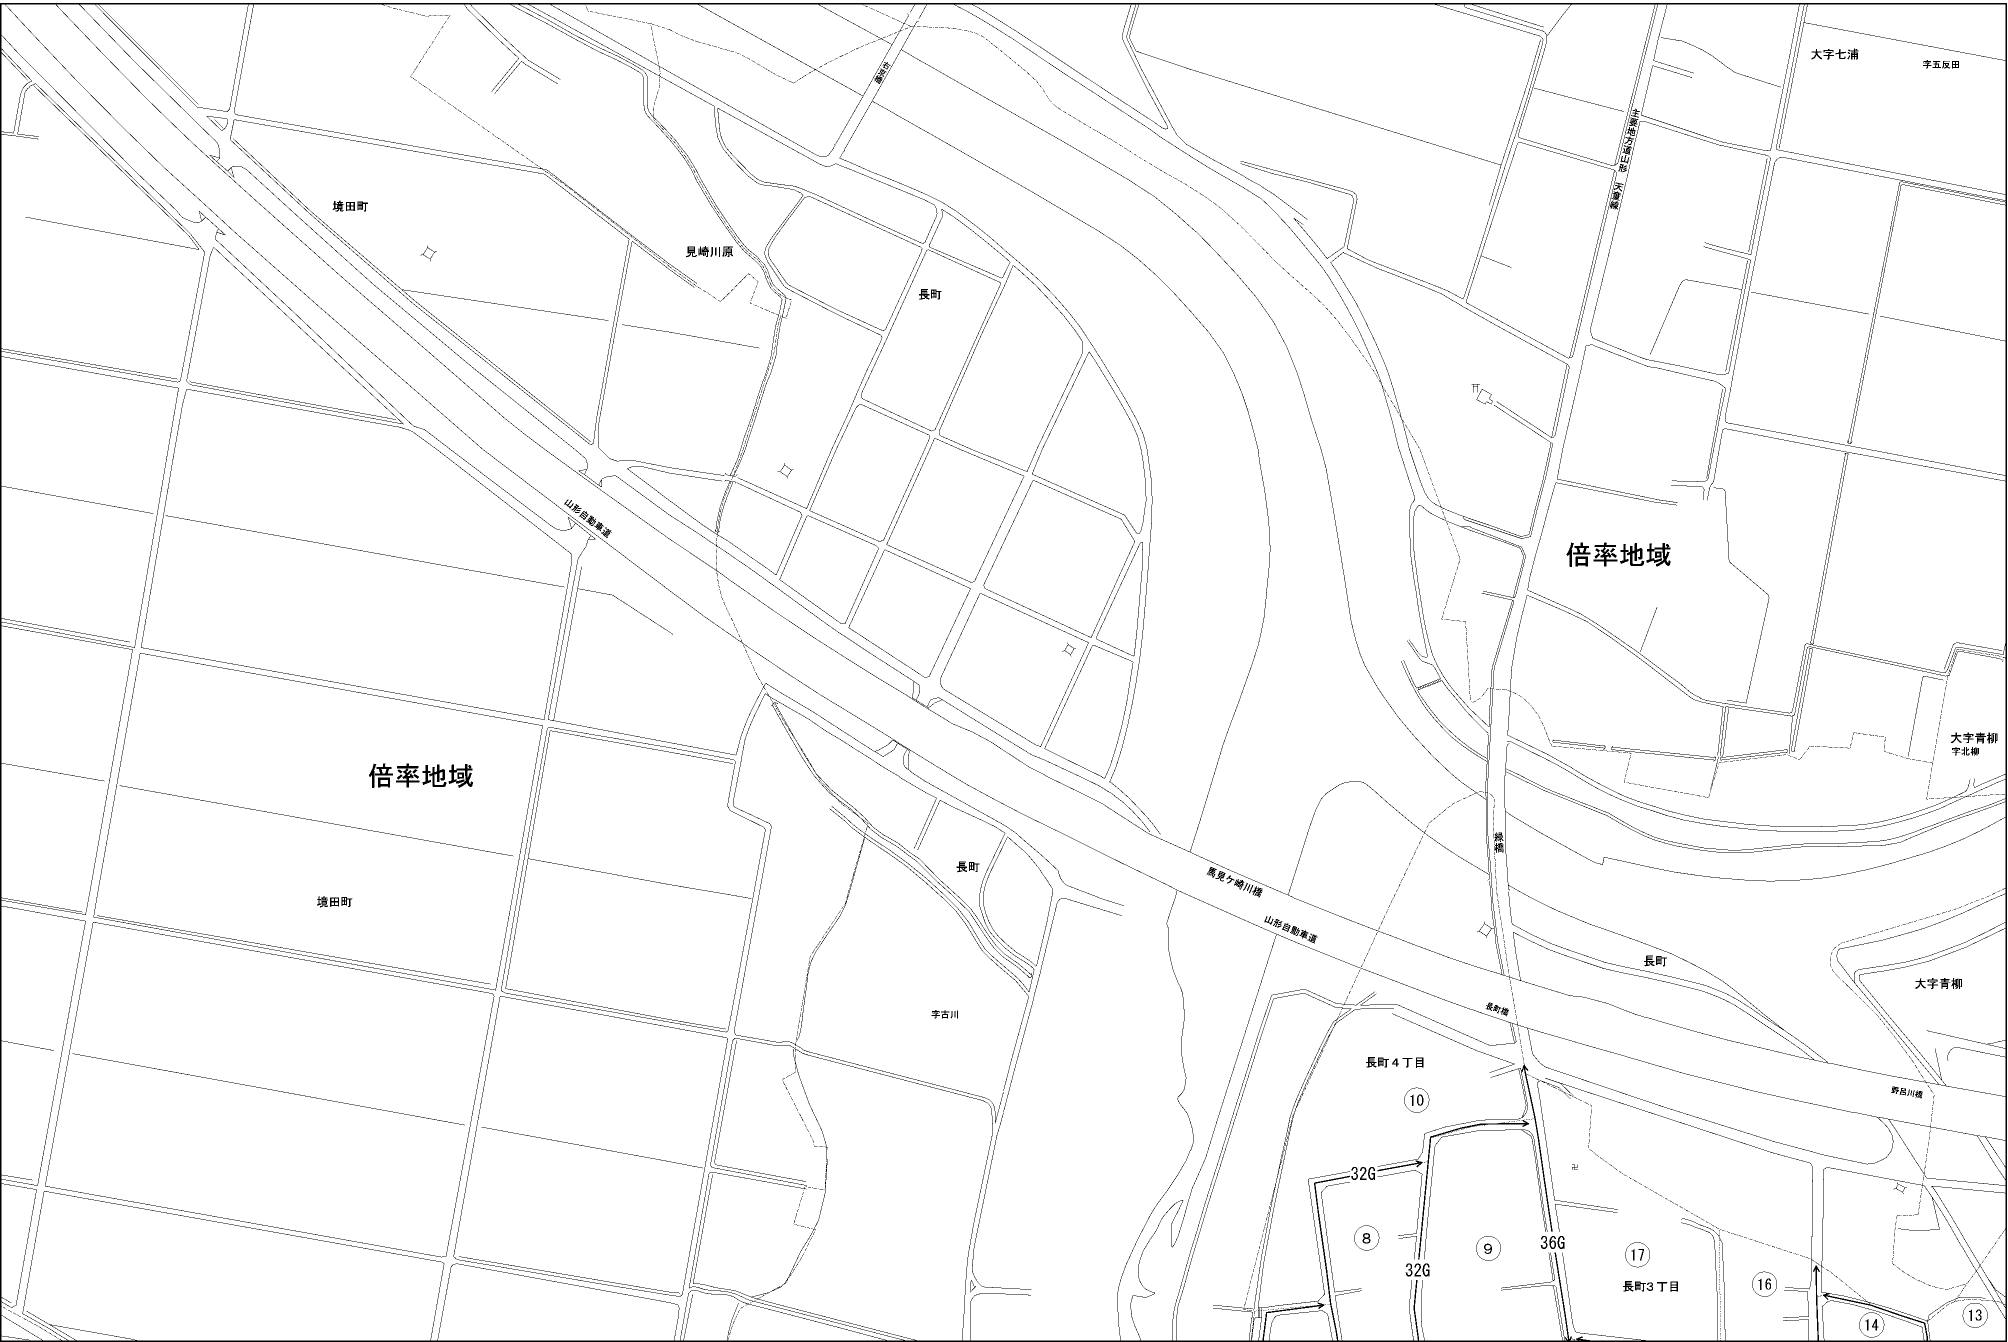 大字七浦
字五反田
主要地方道山形 天童線
境田町
見崎川原
長町
山形自動車道
倍率地域
大字青柳
字北柳
倍率地域
緑橋
長町
境田町
馬見ケ崎川橋
山形自動車道
長町
大字青柳
長町橋
字古川
長町4丁目
野呂川橋
10
32G
8
9
36G
17
32G
長町3丁目
16
14
13